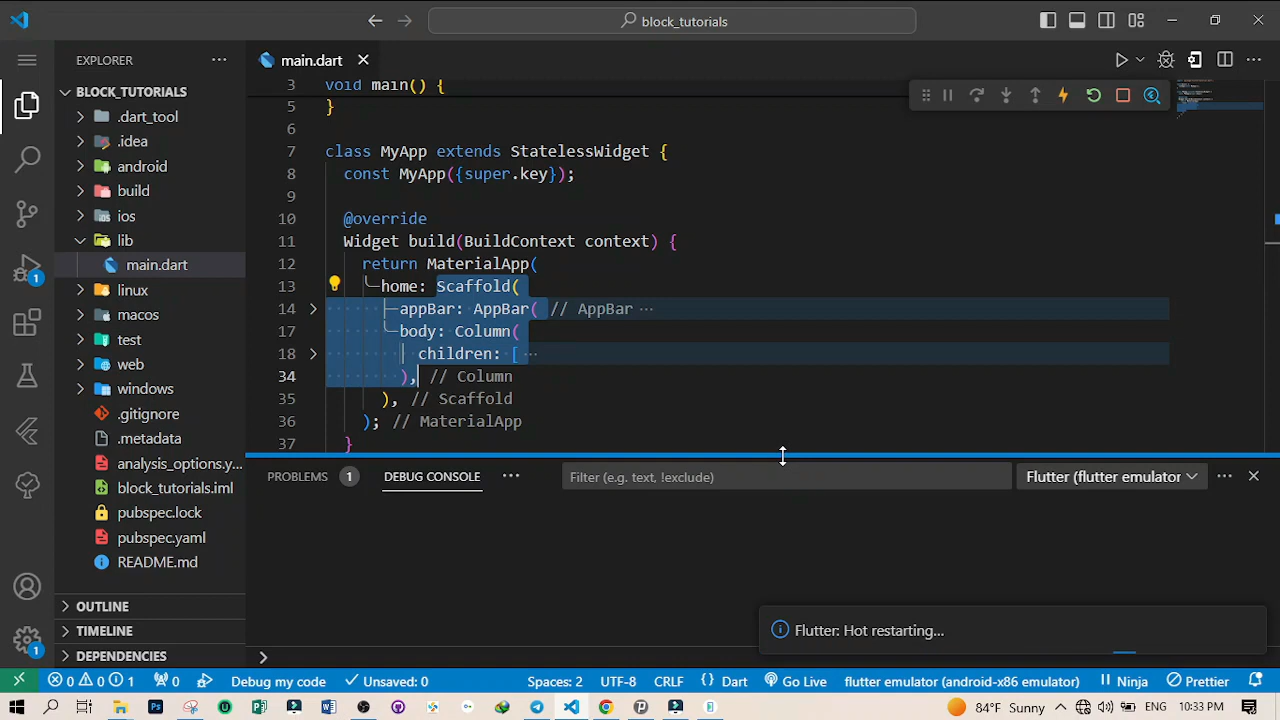 block_tutorials
EXPLORER
main.dart
BLOCK_TUTORIALS
.dart_tool
.idea
android
build
ios
lib
main.dart
linux
macos
test
web
windows
.gitignore
.metadata
analysis_options.y...
block_tutorials.iml
pubspec.lock
pubspec.yaml
README.md
OUTLINE
TIMELINE
DEPENDENCIES
1
1
3 void main() {
5 }
6
7 class MyApp extends StatelessWidget {
8 const MyApp({super.key});
9
10 @override
11 Widget build(BuildContext context) {
12 return MaterialApp(
13 home: Scaffold(
14 appBar: AppBar( // AppBar ...
17 body: Column(
18 children: [ ...
34 ), // Column
35 ), // Scaffold
36 ); // MaterialApp
37 }
PROBLEMS 1 DEBUG CONSOLE Filter (e.g. text, !exclude) Flutter (flutter emulator
Flutter: Hot restarting...
0 0 1 0 Debug my code Unsaved: 0 Spaces: 2 UTF-8 CRLF Dart Go Live flutter emulator (android-x86 emulator) Ninja Prettier
84°F Sunny ENG 10:33 PM